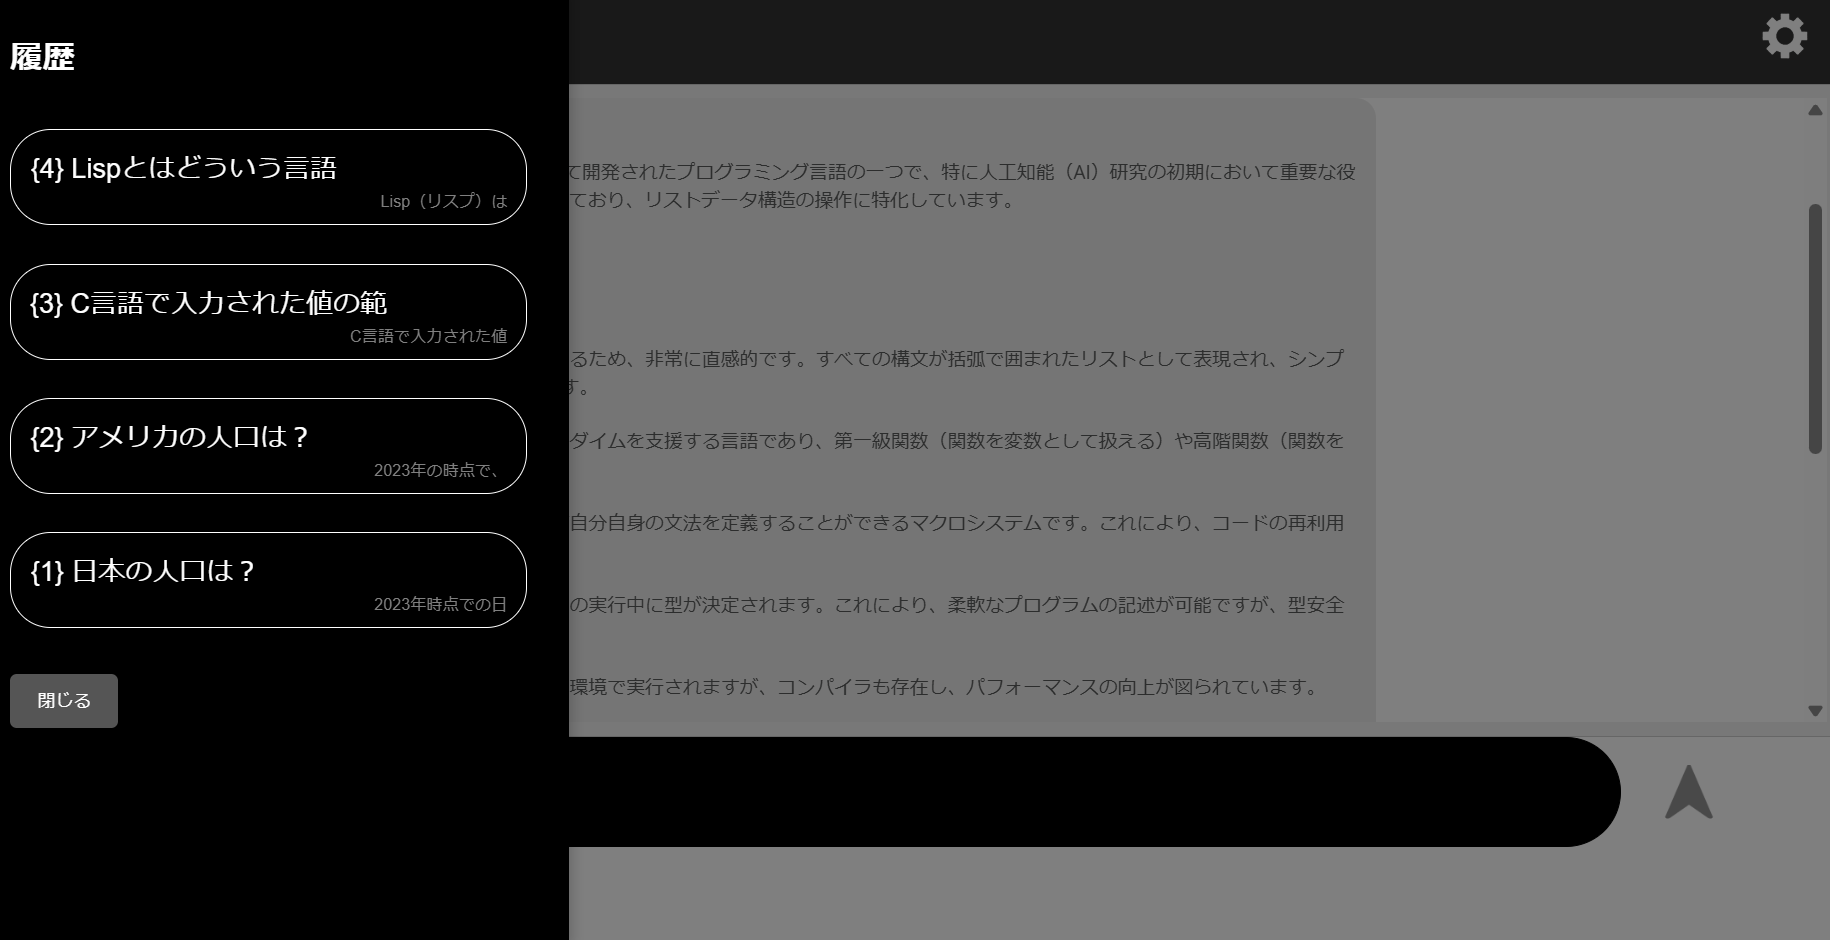 履歴
{4} Lispとはどういう言語
Lisp（リスプ）は
{3} C言語で入力された値の範
C言語で入力された値
{2} アメリカの人口は？
2023年の時点で、
{1} 日本の人口は？
2023年時点での日
閉じる
て開発されたプログラミング言語の一つで、特に人工知能（AI）研究の初期において重要な役
ており、リストデータ構造の操作に特化しています。
るため、非常に直感的です。すべての構文が括弧で囲まれたリストとして表現され、シンプ
す。
ダイムを支援する言語であり、第一級関数（関数を変数として扱える）や高階関数（関数を
自分自身の文法を定義することができるマクロシステムです。これにより、コードの再利用
の実行中に型が決定されます。これにより、柔軟なプログラムの記述が可能ですが、型安全
環境で実行されますが、コンパイラも存在し、パフォーマンスの向上が図られています。